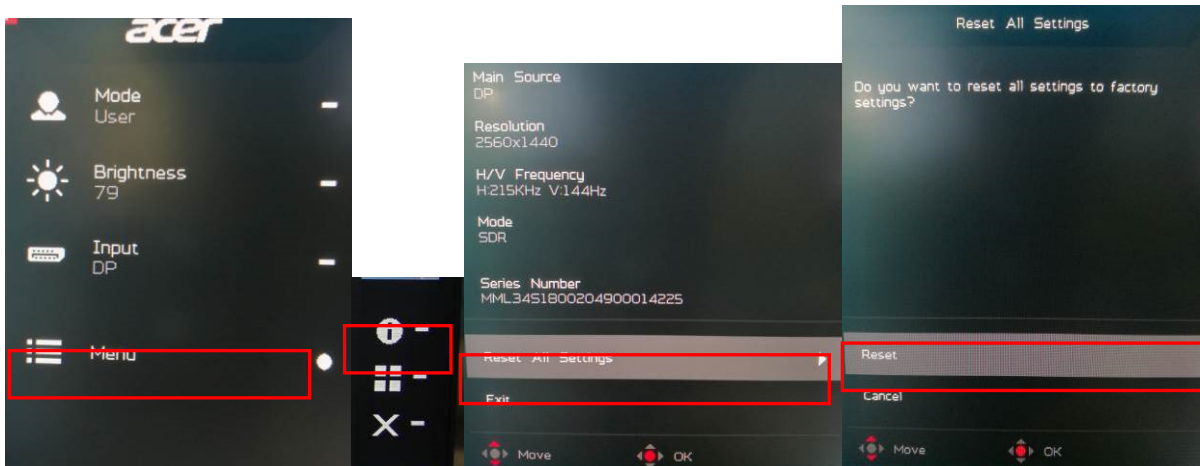 acer
Mode
User
Brightness
79
Input
DP
Menu
Main Source
DP
Resolution
2560x1440
H/V Frequency
H:215KHz V:144Hz
Mode
SDR
Series Number
MML34S1800204900014225
Reset All Settings
Exit
Move OK
Reset All Settings
Do you want to reset all settings to factory
settings?
Reset
Cancel
Move OK